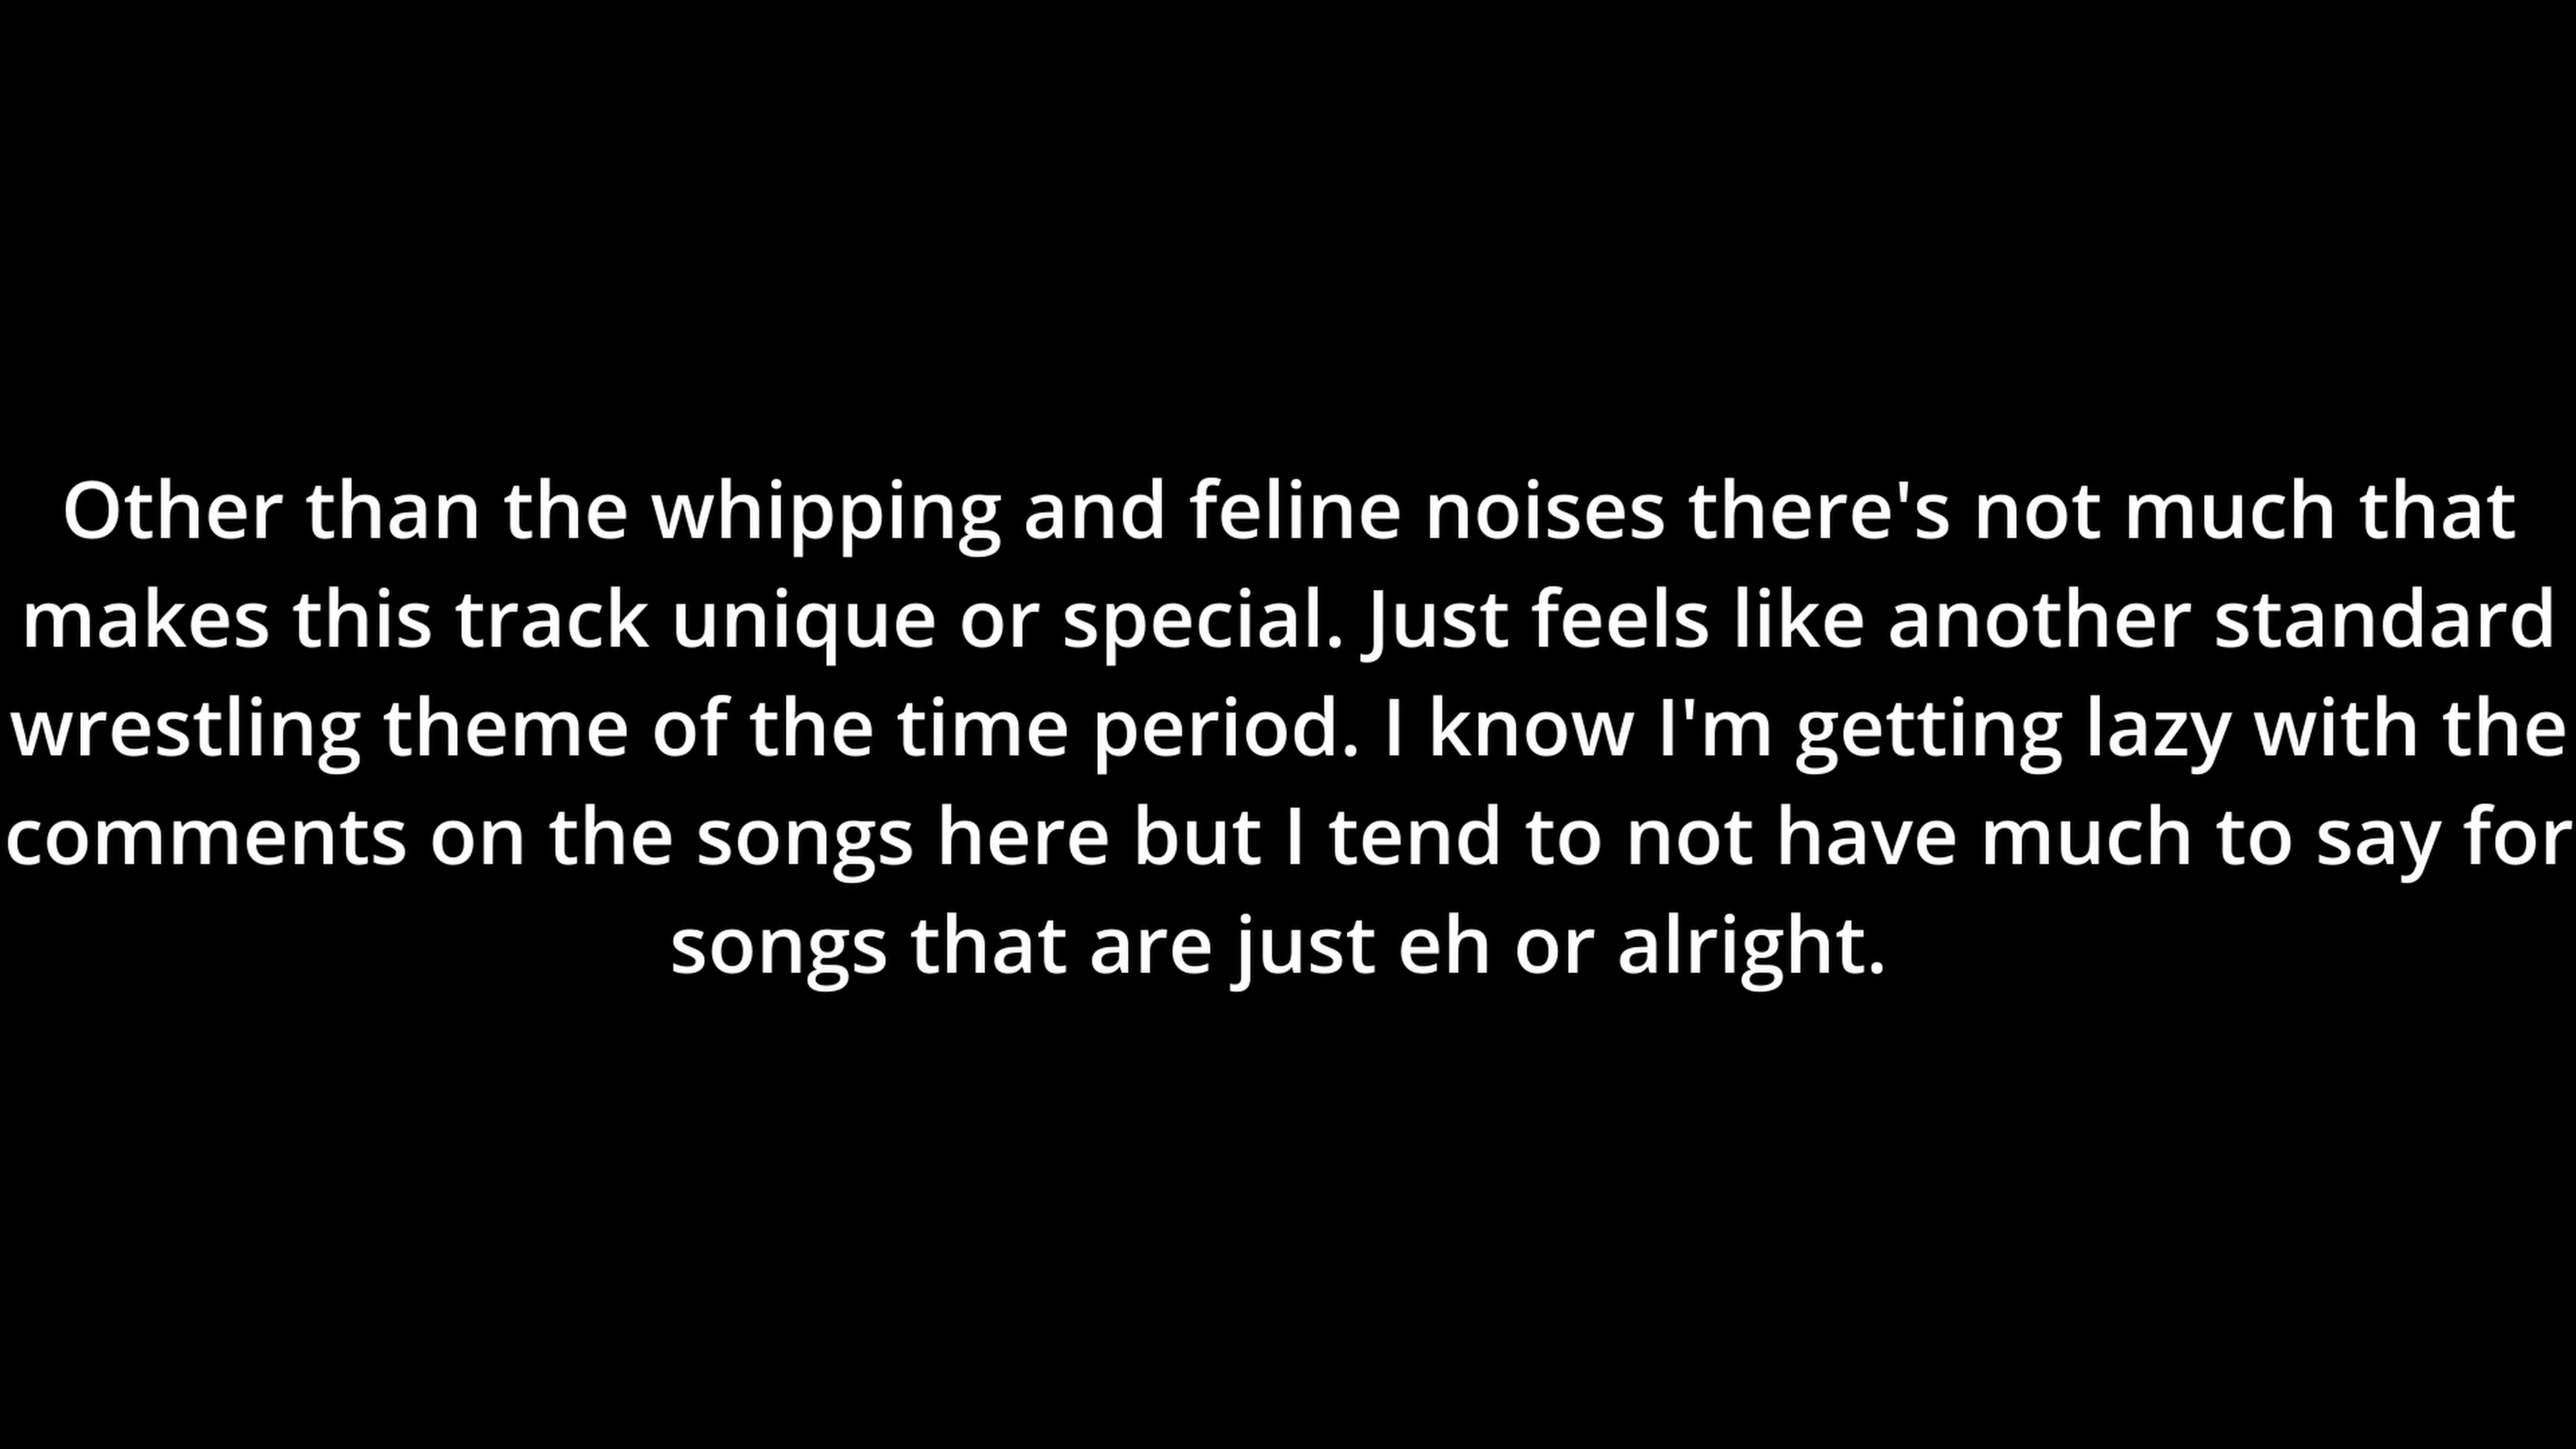 Other than the whipping and feline noises there's not much that
makes this track unique or special. Just feels like another standard
wrestling theme of the time period. I know I'm getting lazy with the
comments on the songs here but I tend to not have much to say for
songs that are just eh or alright.